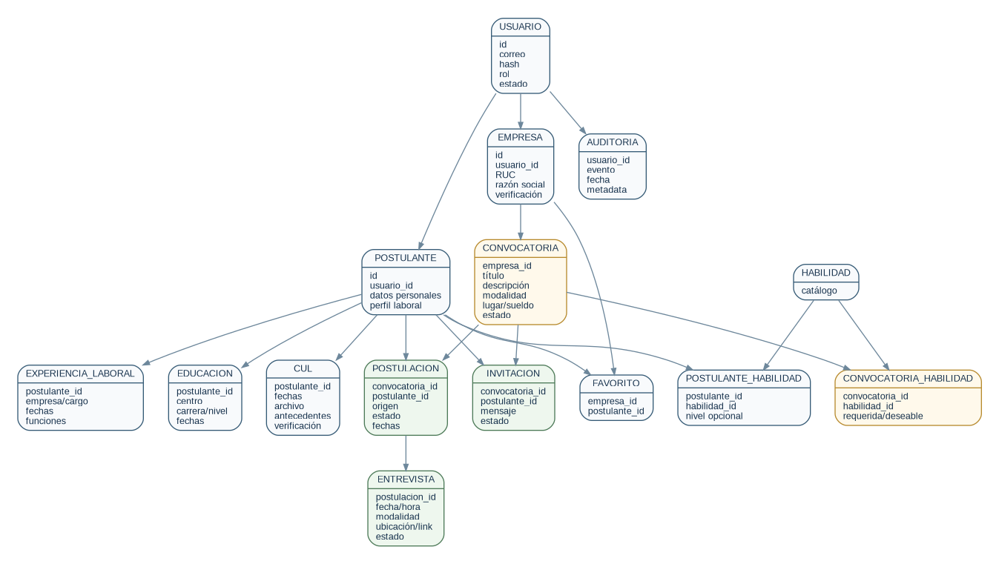 USUARIO
id
correo
hash
rol
estado
EMPRESA
id
usuario_id
RUC
razón social
verificación
AUDITORIA
usuario_id
evento
fecha
metadata
POSTULANTE
id
usuario_id
datos personales
perfil laboral
CONVOCATORIA
empresa_id
título
descripción
modalidad
lugar/sueldo
estado
HABILIDAD
catálogo
EXPERIENCIA_LABORAL
postulante_id
empresa/cargo
fechas
funciones
EDUCACION
postulante_id
centro
carrera/nivel
fechas
CUL
postulante_id
fechas
archivo
antecedentes
verificación
POSTULACION
convocatoria_id
postulante_id
origen
estado
fechas
INVITACION
convocatoria_id
postulante_id
mensaje
estado
FAVORITO
empresa_id
postulante_id
POSTULANTE_HABILIDAD
postulante_id
habilidad_id
nivel opcional
CONVOCATORIA_HABILIDAD
convocatoria_id
habilidad_id
requerida/deseable
ENTREVISTA
postulacion_id
fecha/hora
modalidad
ubicación/link
estado